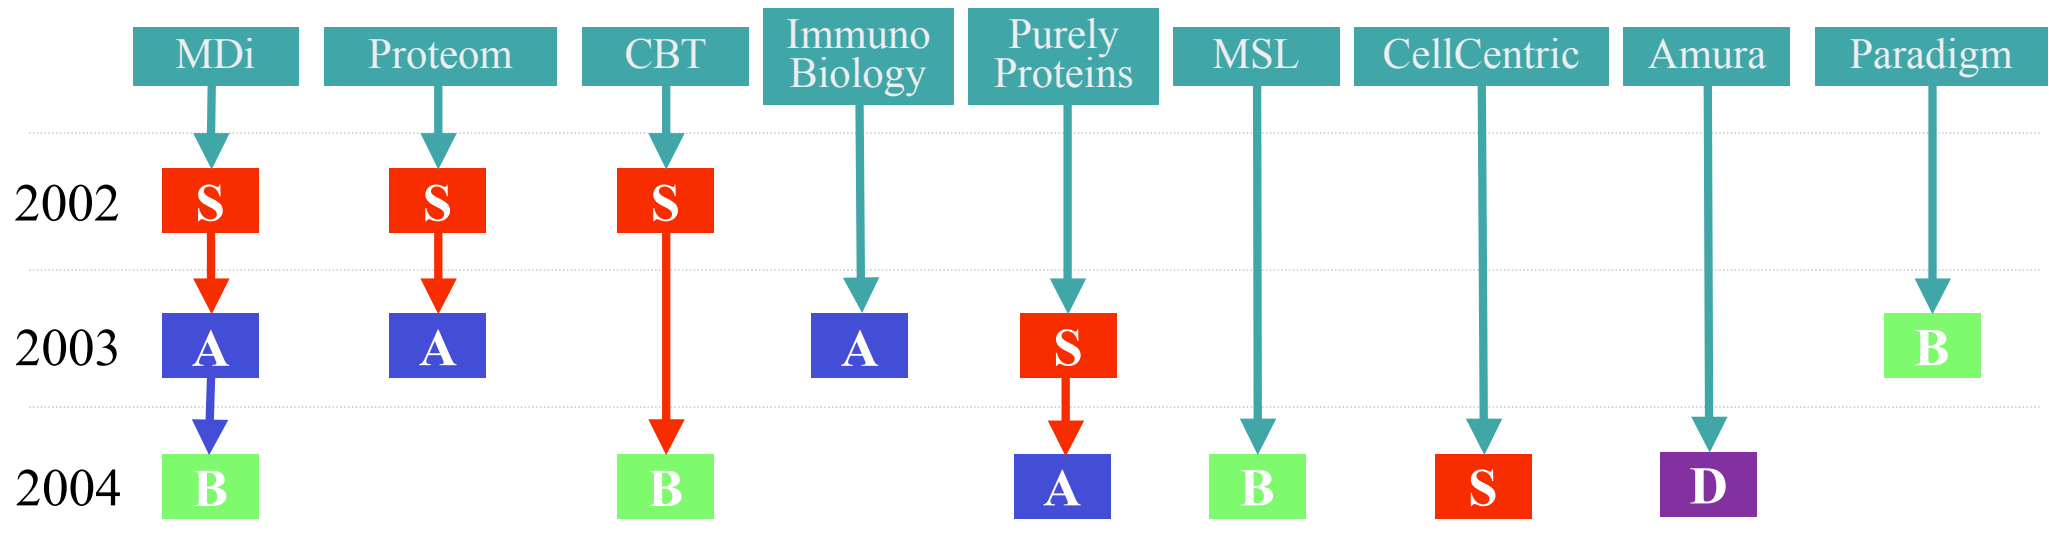 MDi
Proteom
CBT
Immuno
Biology
Purely
Proteins
MSL
CellCentric
Amura
Paradigm
2002
S
S
S
2003
A
A
A
S
B
2004
B
B
A
B
S
D